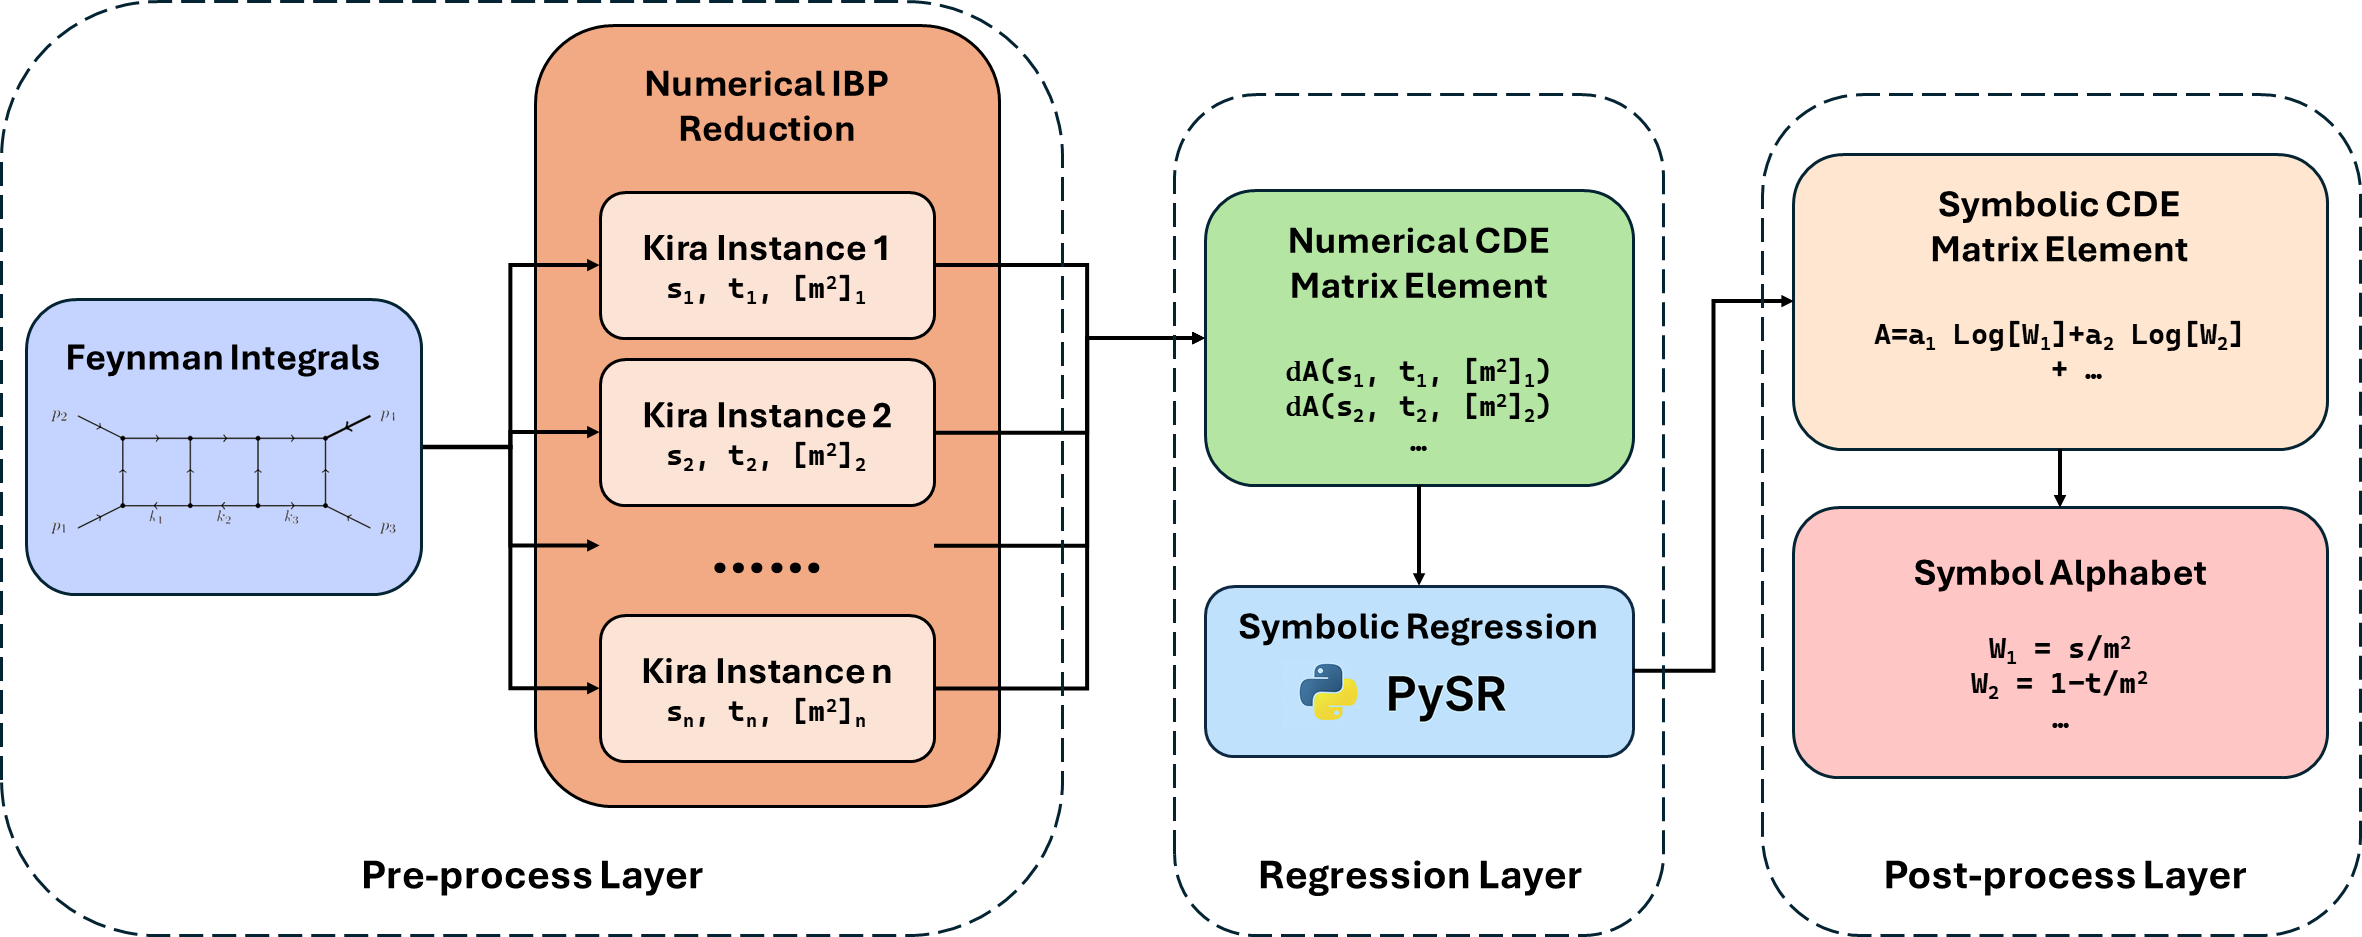 Numerical IBP
Reduction
Feynman Integrals
p₂
p₄
p₁
k₁
k₂
k₃
p₃
Kira Instance 1
s₁, t₁, [m²]₁
Kira Instance 2
s₂, t₂, [m²]₂
......
Kira Instance n
sₙ, tₙ, [m²]ₙ
Pre-process Layer
Numerical CDE
Matrix Element
dA(s₁, t₁, [m²]₁)
dA(s₂, t₂, [m²]₂)
…
Symbolic Regression
PySR
Regression Layer
Symbolic CDE
Matrix Element
A=a₁ Log[W₁]+a₂ Log[W₂]
+ …
Symbol Alphabet
W₁ = s/m²
W₂ = 1−t/m²
…
Post-process Layer